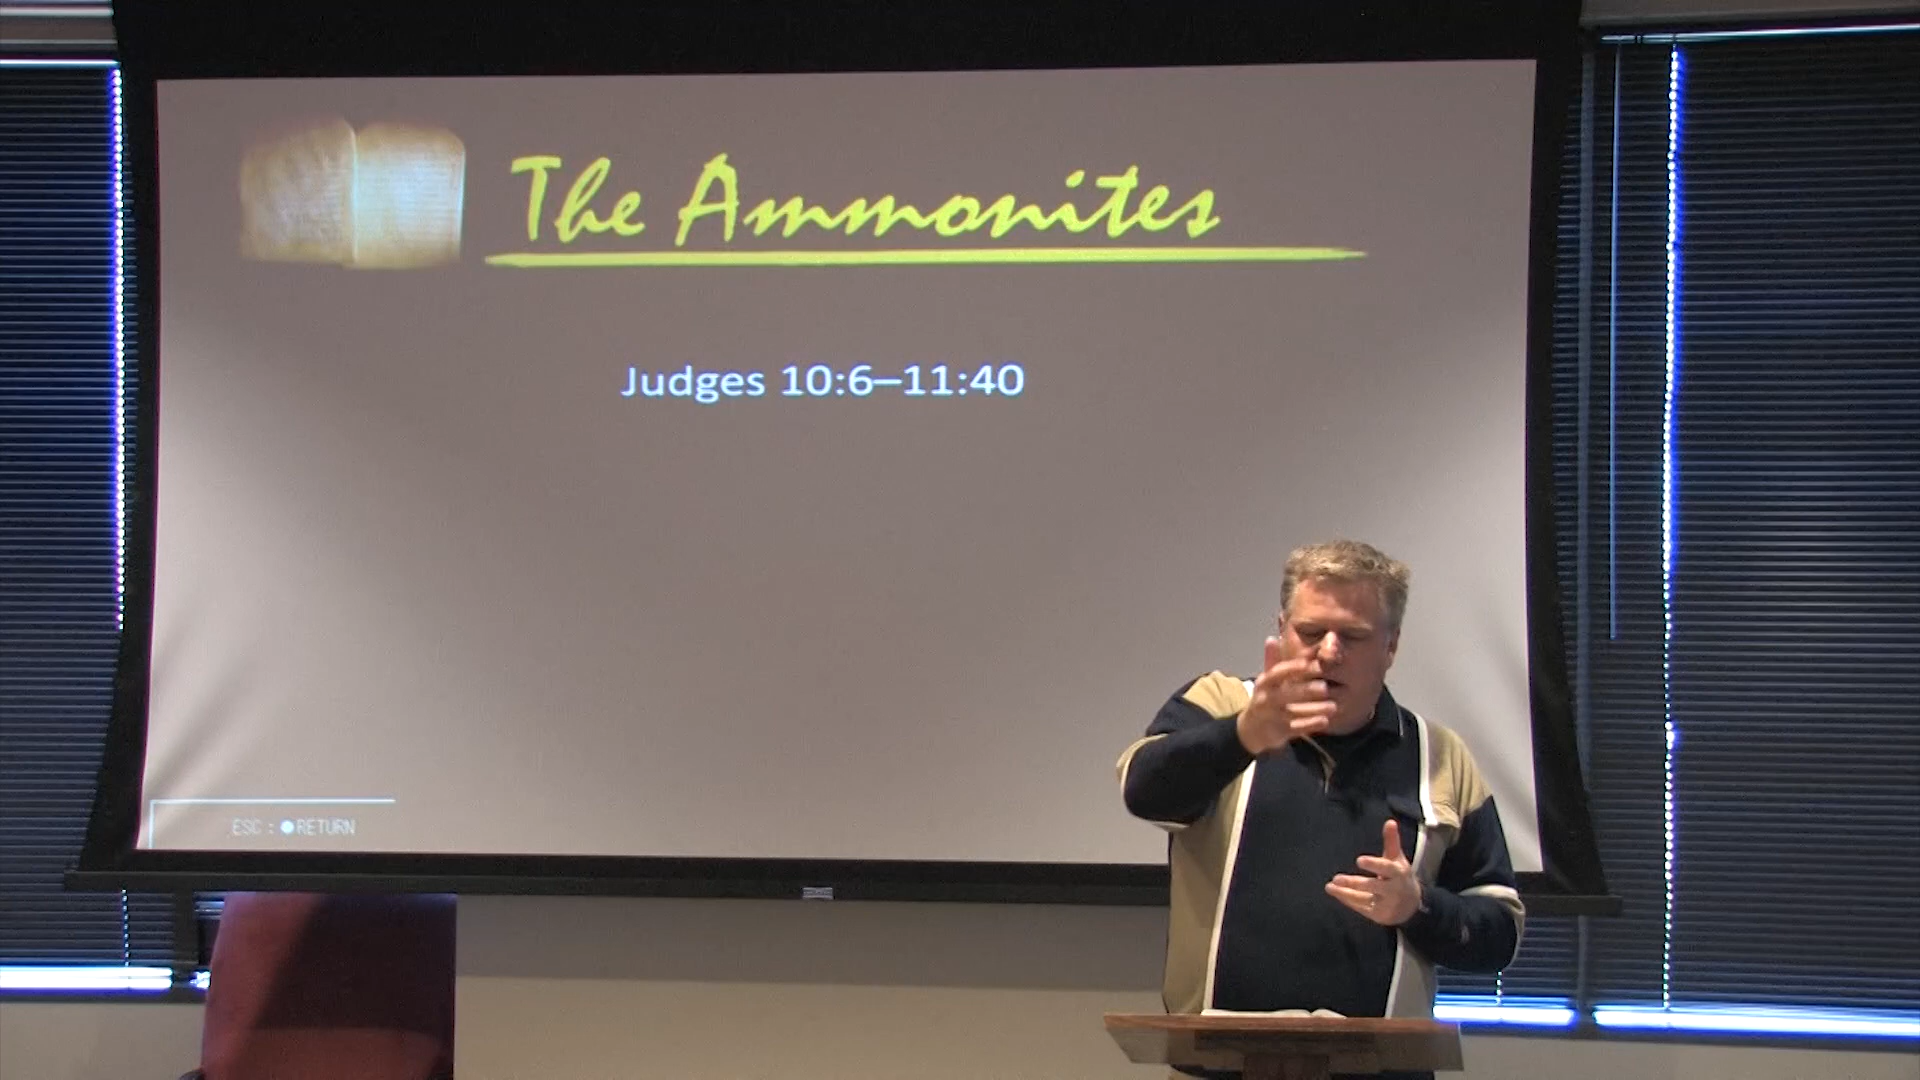 The Ammonites
Judges 10:6–11:40
ESC : ●RETURN